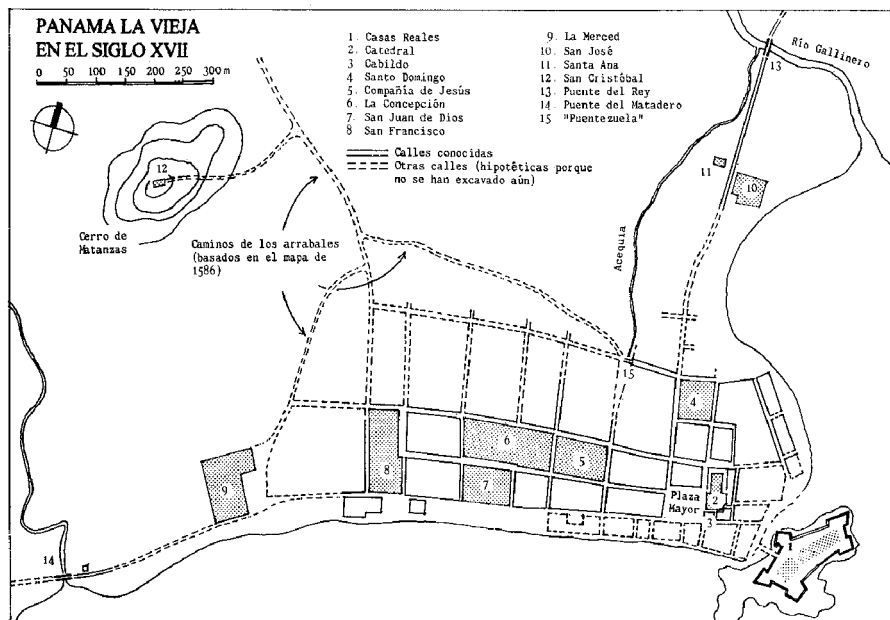 PANAMA LA VIEJA
EN EL SIGLO XVII
0 50 100 200 300 m
1 Casas Reales
2 Catedral
3 Cabildo
4 Santo Domingo
5 Compañía de Jesús
6 La Concepción
7 San Juan de Dios
8 San Francisco
9. La Merced
10. San José
11 Santa Ana
12 San Cristóbal
13 Puente del Rey
14 Puente del Matadero
15 "Puentezuela"
Calles conocidas
Otras calles (hipotéticas porque
no se han excavado aún)
Río Gallinero
13
12
11
10
Cerro de
Matanzas
Caminos de los arrabales
(basados en el mapa de
1586)
Acequia
15
4
6
5
8
7
9
Plaza
Mayor
2
3
1
14